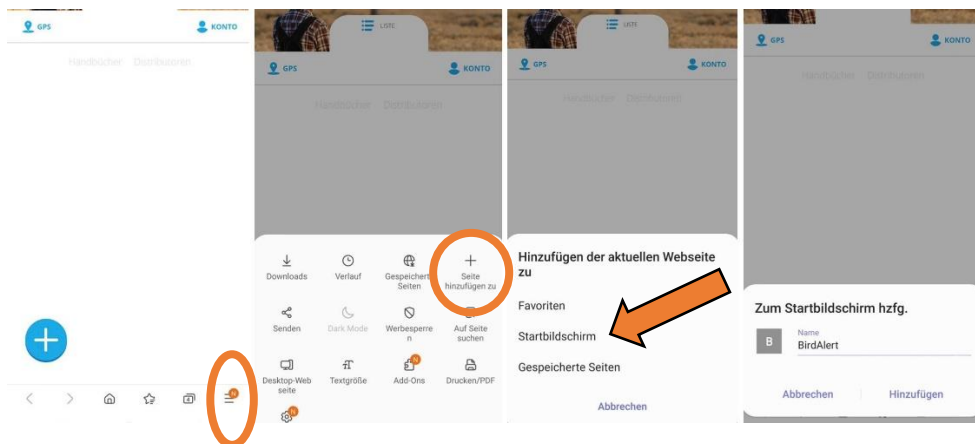 GPS
KONTO
Handbücher Distributoren
N
LISTE
GPS
KONTO
Handbücher Distributoren
Downloads
Verlauf
Gespeicherte
Seiten
Seite
hinzufügen zu
Senden
Dark Mode
Werbesperre
n
Auf Seite
suchen
Desktop-Web
seite
Textgröße
N
Add-Ons
Drucken/PDF
N
LISTE
GPS
KONTO
Handbücher Distributoren
Hinzufügen der aktuellen Webseite
zu
Favoriten
Startbildschirm
Gespeicherte Seiten
Abbrechen
GPS
KONTO
Handbücher Distributoren
Zum Startbildschirm hzfg.
B
Name
BirdAlert
Abbrechen
Hinzufügen